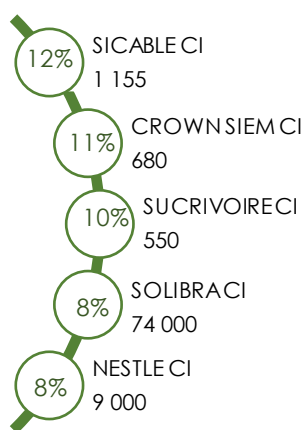 12%
SICABLE CI
1 155
11%
CROWN SIEM CI
680
10%
SUCRIVOIRE CI
550
8%
SOLIBRA CI
74 000
8%
NESTLE CI
9 000